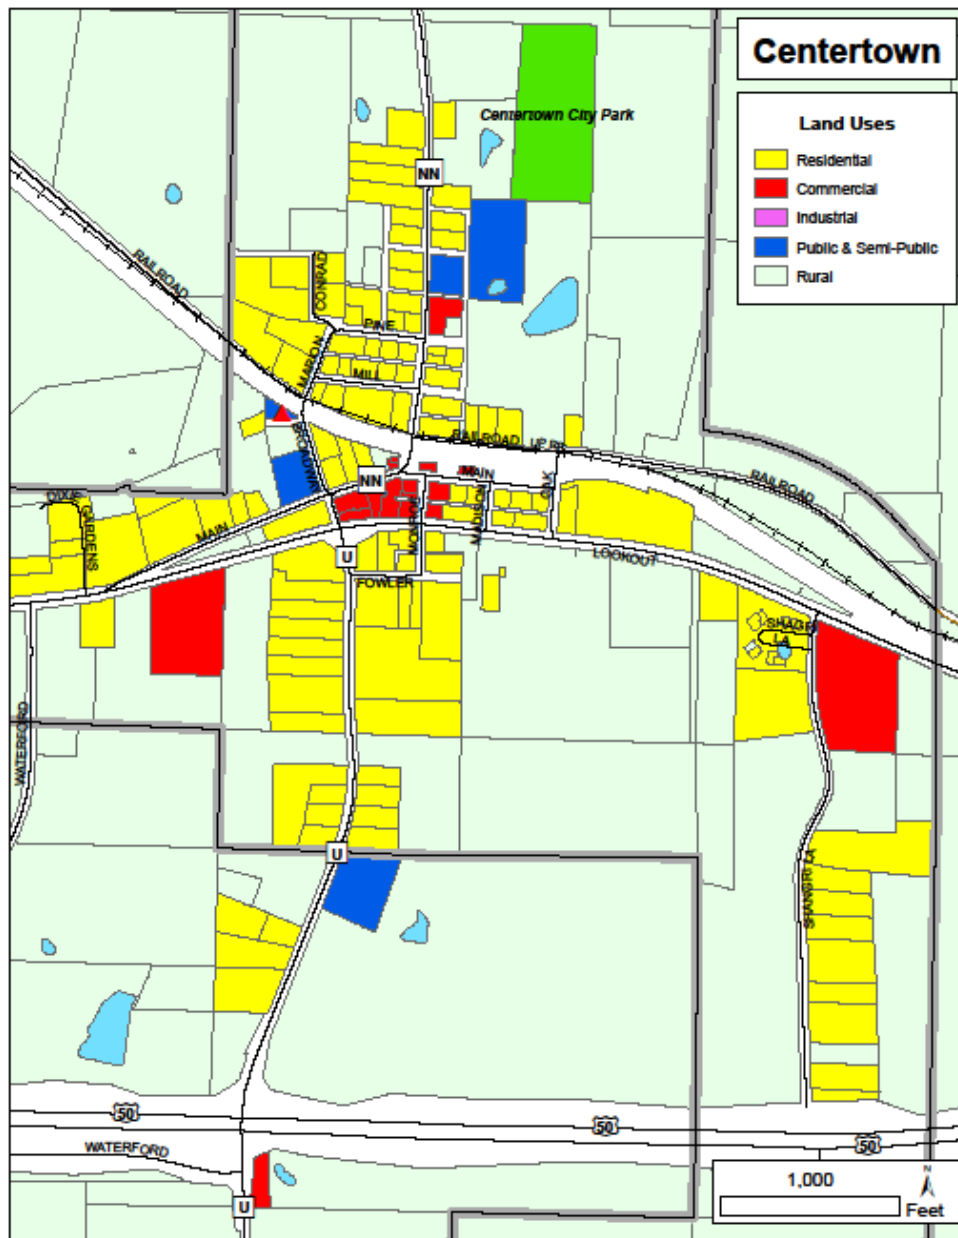 Centertown
Land Uses
Residential
Commercial
Industrial
Public & Semi-Public
Rural
Centertown City Park
NN
RAILROAD
CONRAD
PINE
MARION
MILL
BROADWAY
RAILROAD UP RR
RAILROAD
NN
MAIN
OAK
DIXIE
GARDENS
MAIN
MONROE
MADISON
U
LOOKOUT
FOWLER
SHAGRI
LA
WATERFORD
U
SHANGRI LA
50
50
50
WATERFORD
U
1,000
Feet
N